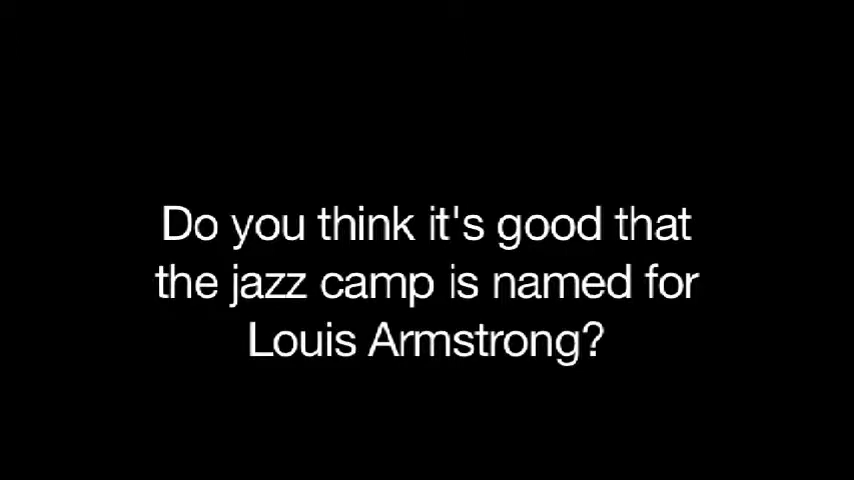 Do you think it's good that
the jazz camp is named for
Louis Armstrong?